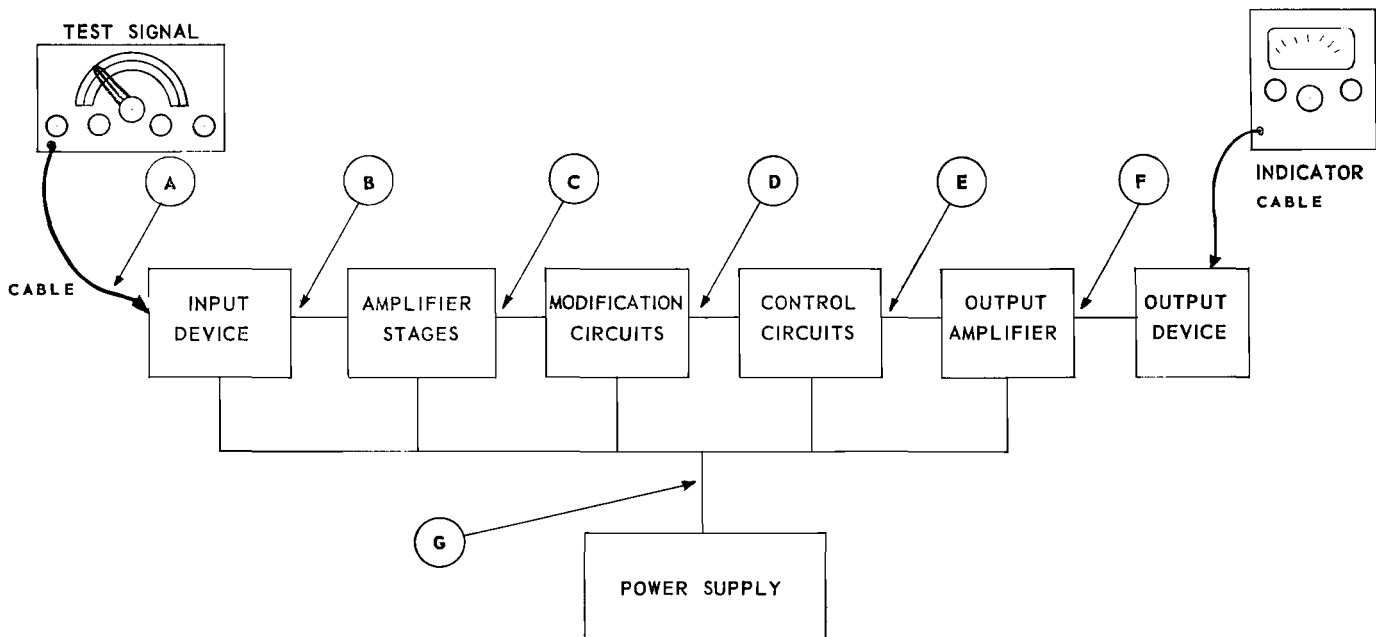 TEST SIGNAL
A
B
C
D
E
F
INDICATOR
CABLE
CABLE
INPUT
DEVICE
AMPLIFIER
STAGES
MODIFICATION
CIRCUITS
CONTROL
CIRCUITS
OUTPUT
AMPLIFIER
OUTPUT
DEVICE
G
POWER SUPPLY